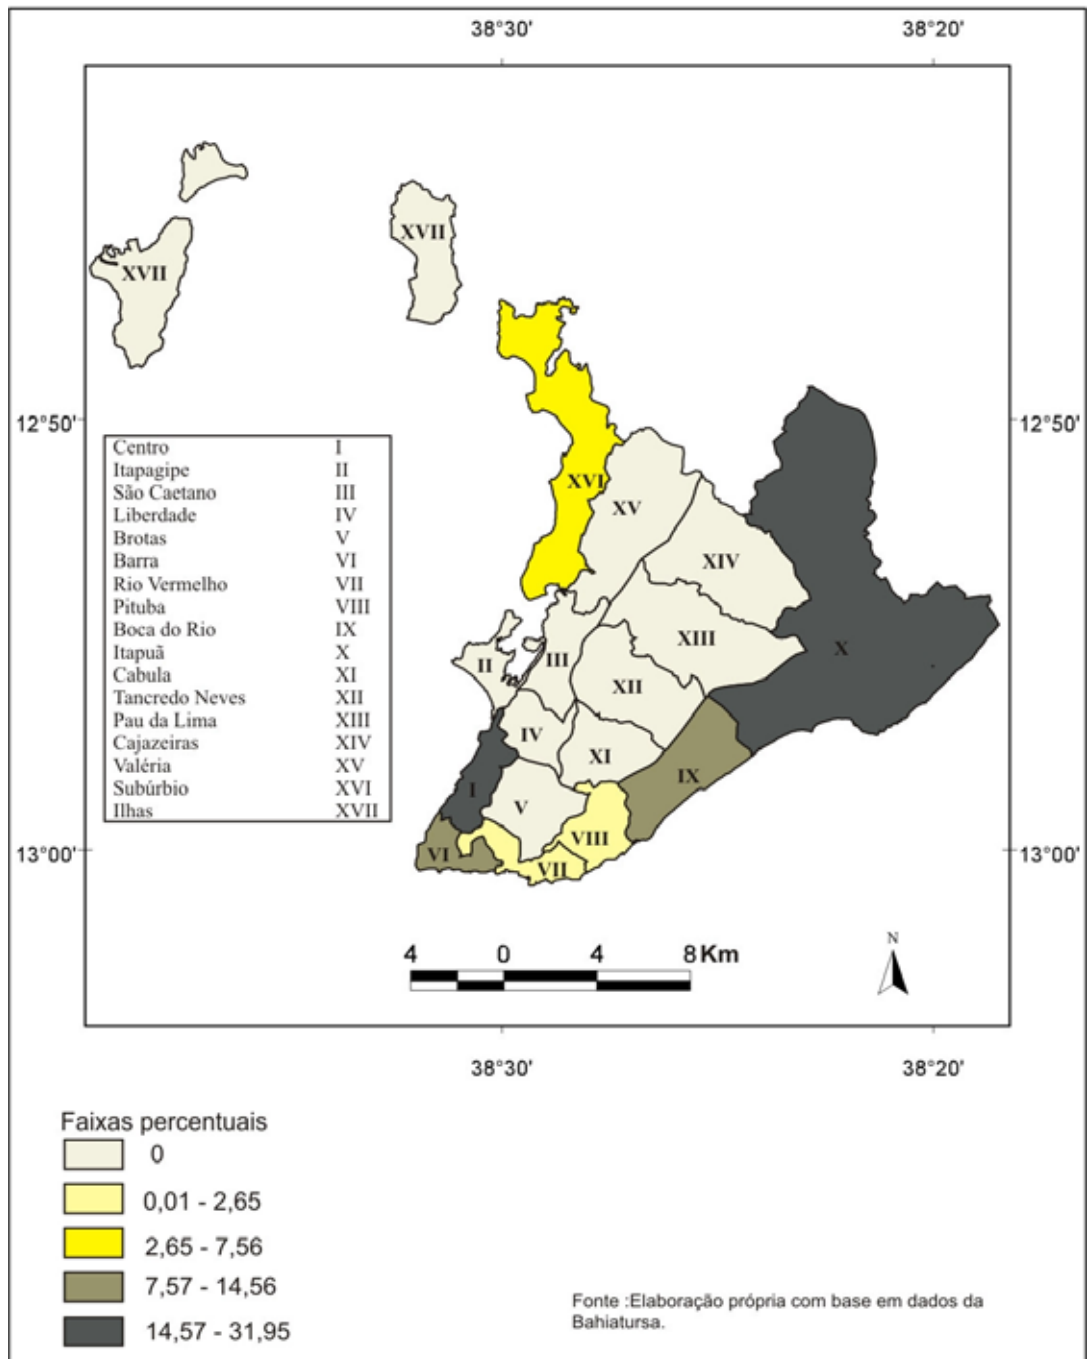 38°30' 38°20'
XVII
XVII
12°50' 12°50'
Centro I
Itapagipe II
São Caetano III
Liberdade IV
Brotas V
Barra VI
Rio Vermelho VII
Pituba VIII
Boca do Rio IX
Itapuã X
Cabula XI
Tancredo Neves XII
Pau da Lima XIII
Cajazeiras XIV
Valéria XV
Subúrbio XVI
Ilhas XVII
XVI
XV
XIV
XIII
X
II
III
XII
IV
XI
IX
I
V
VIII
VI
VII
13°00' 13°00'
N
4 0 4 8 Km
38°30' 38°20'
Faixas percentuais
0
0,01 - 2,65
2,65 - 7,56
7,57 - 14,56
14,57 - 31,95
Fonte :Elaboração própria com base em dados da
Bahiatursa.